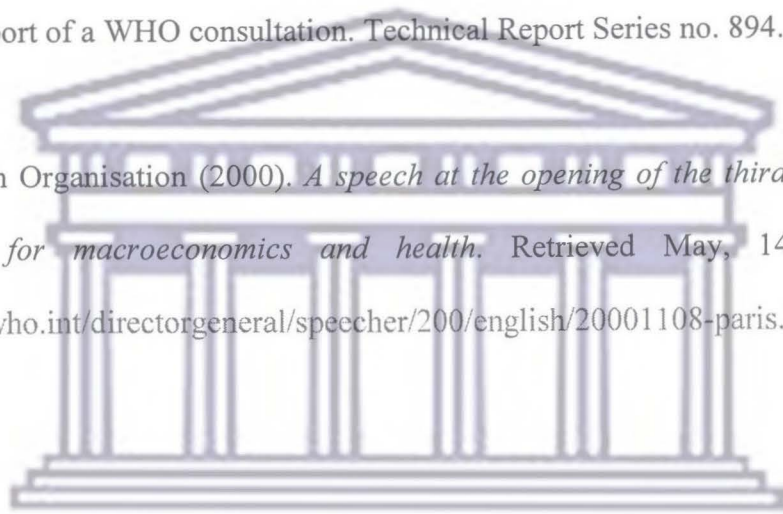 ort of a WHO consultation. Technical Report Series no. 894.
n Organisation (2000). A speech at the opening of the third
for macroeconomics and health. Retrieved May, 14
vho.int/directorgeneral/speecher/200/english/20001108-paris.